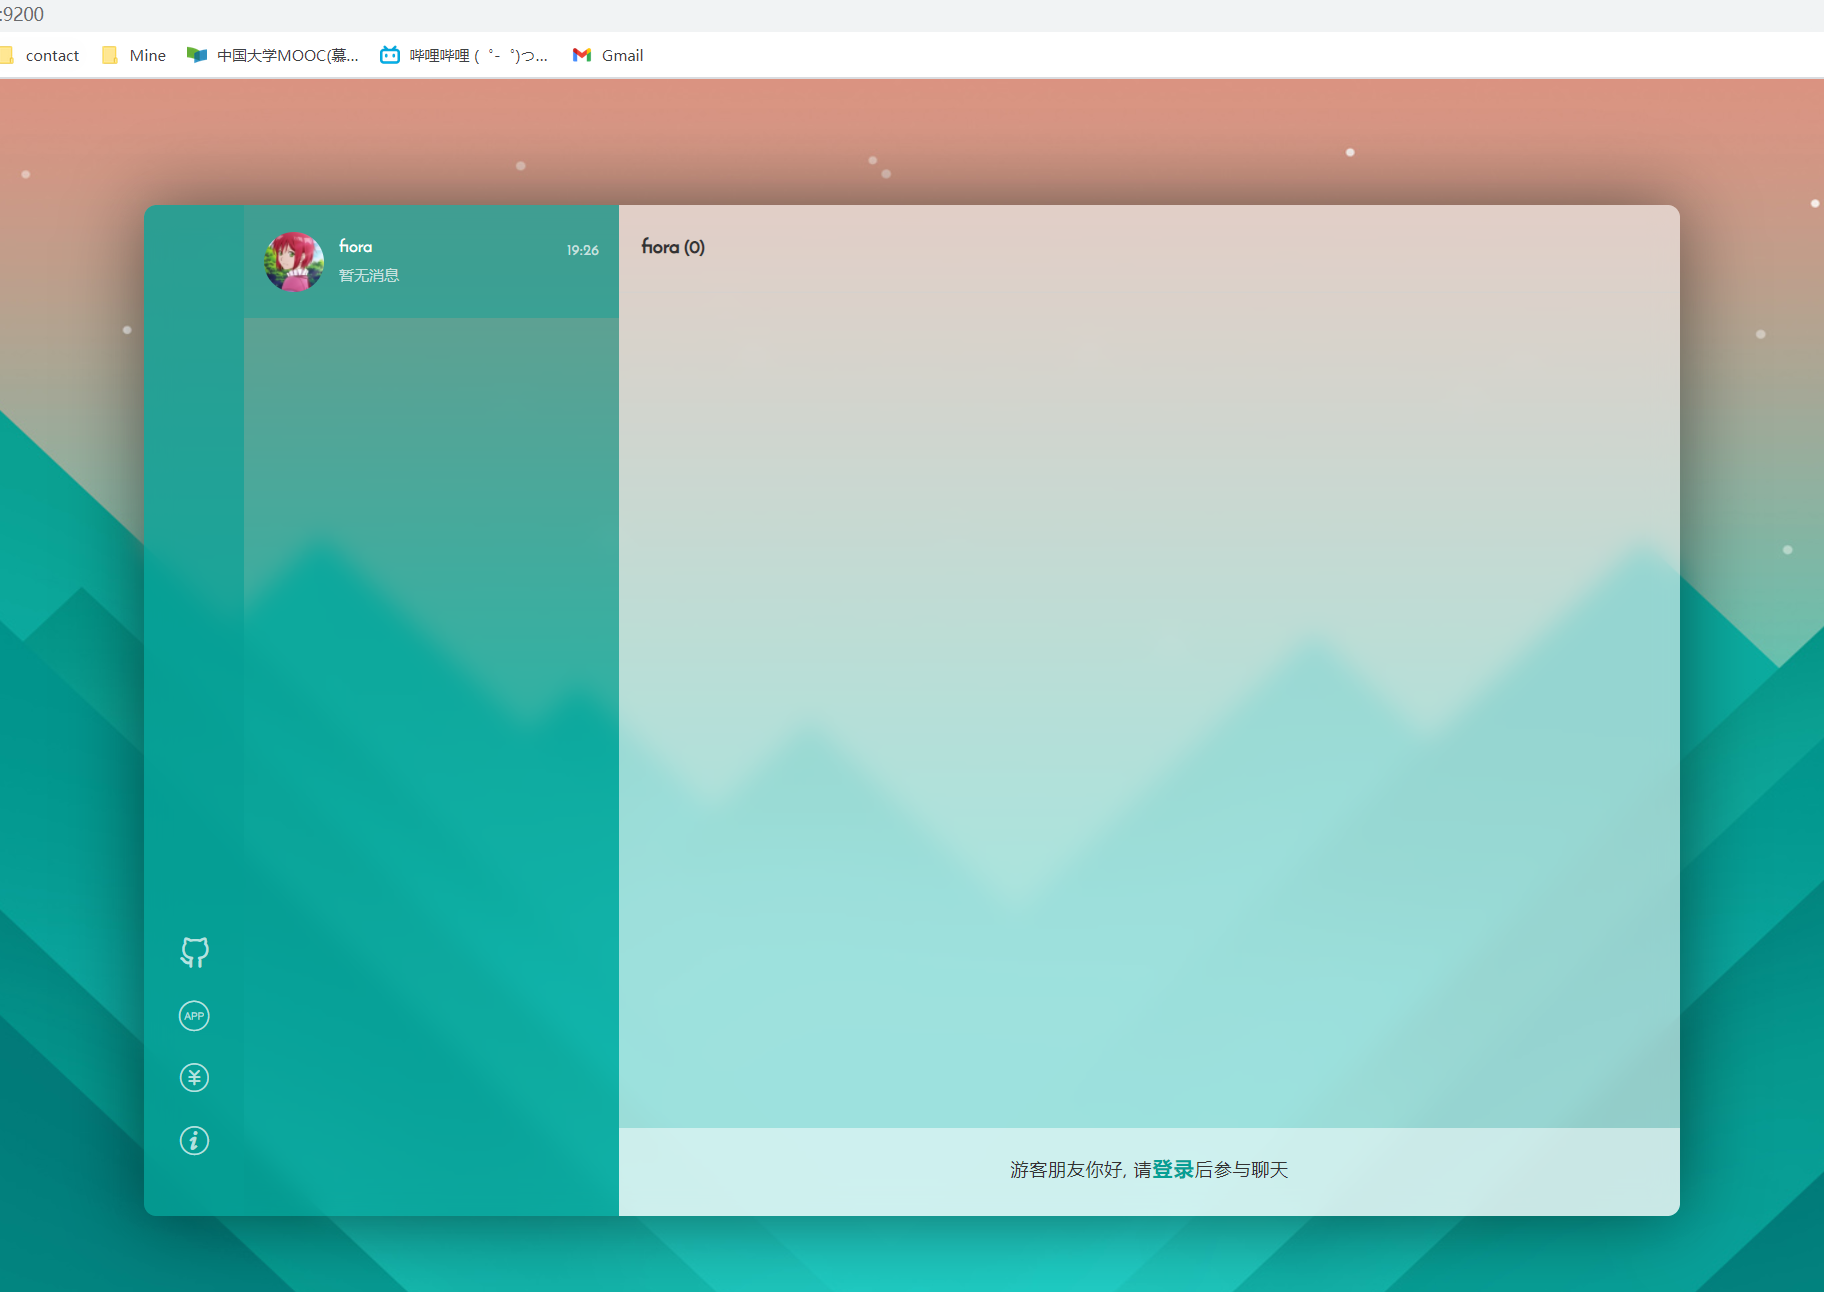 :9200
contact Mine 中国大学MOOC(慕... 哔哩哔哩 ( ゜- ゜)つ... Gmail
fiora 19:26
暂无消息
fiora (0)
APP
游客朋友你好, 请登录后参与聊天